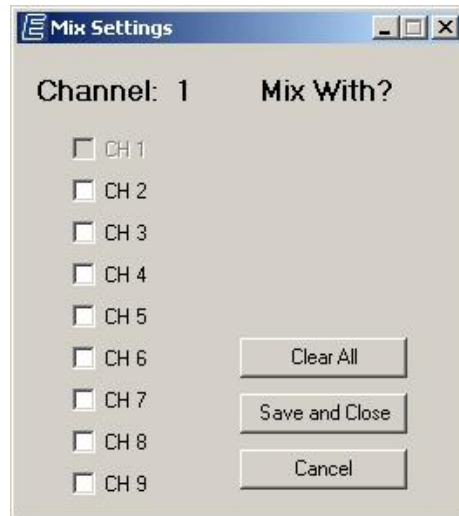 E Mix Settings
Channel: 1 Mix With?
CH 1
CH 2
CH 3
CH 4
CH 5
CH 6
CH 7
CH 8
CH 9
Clear All
Save and Close
Cancel